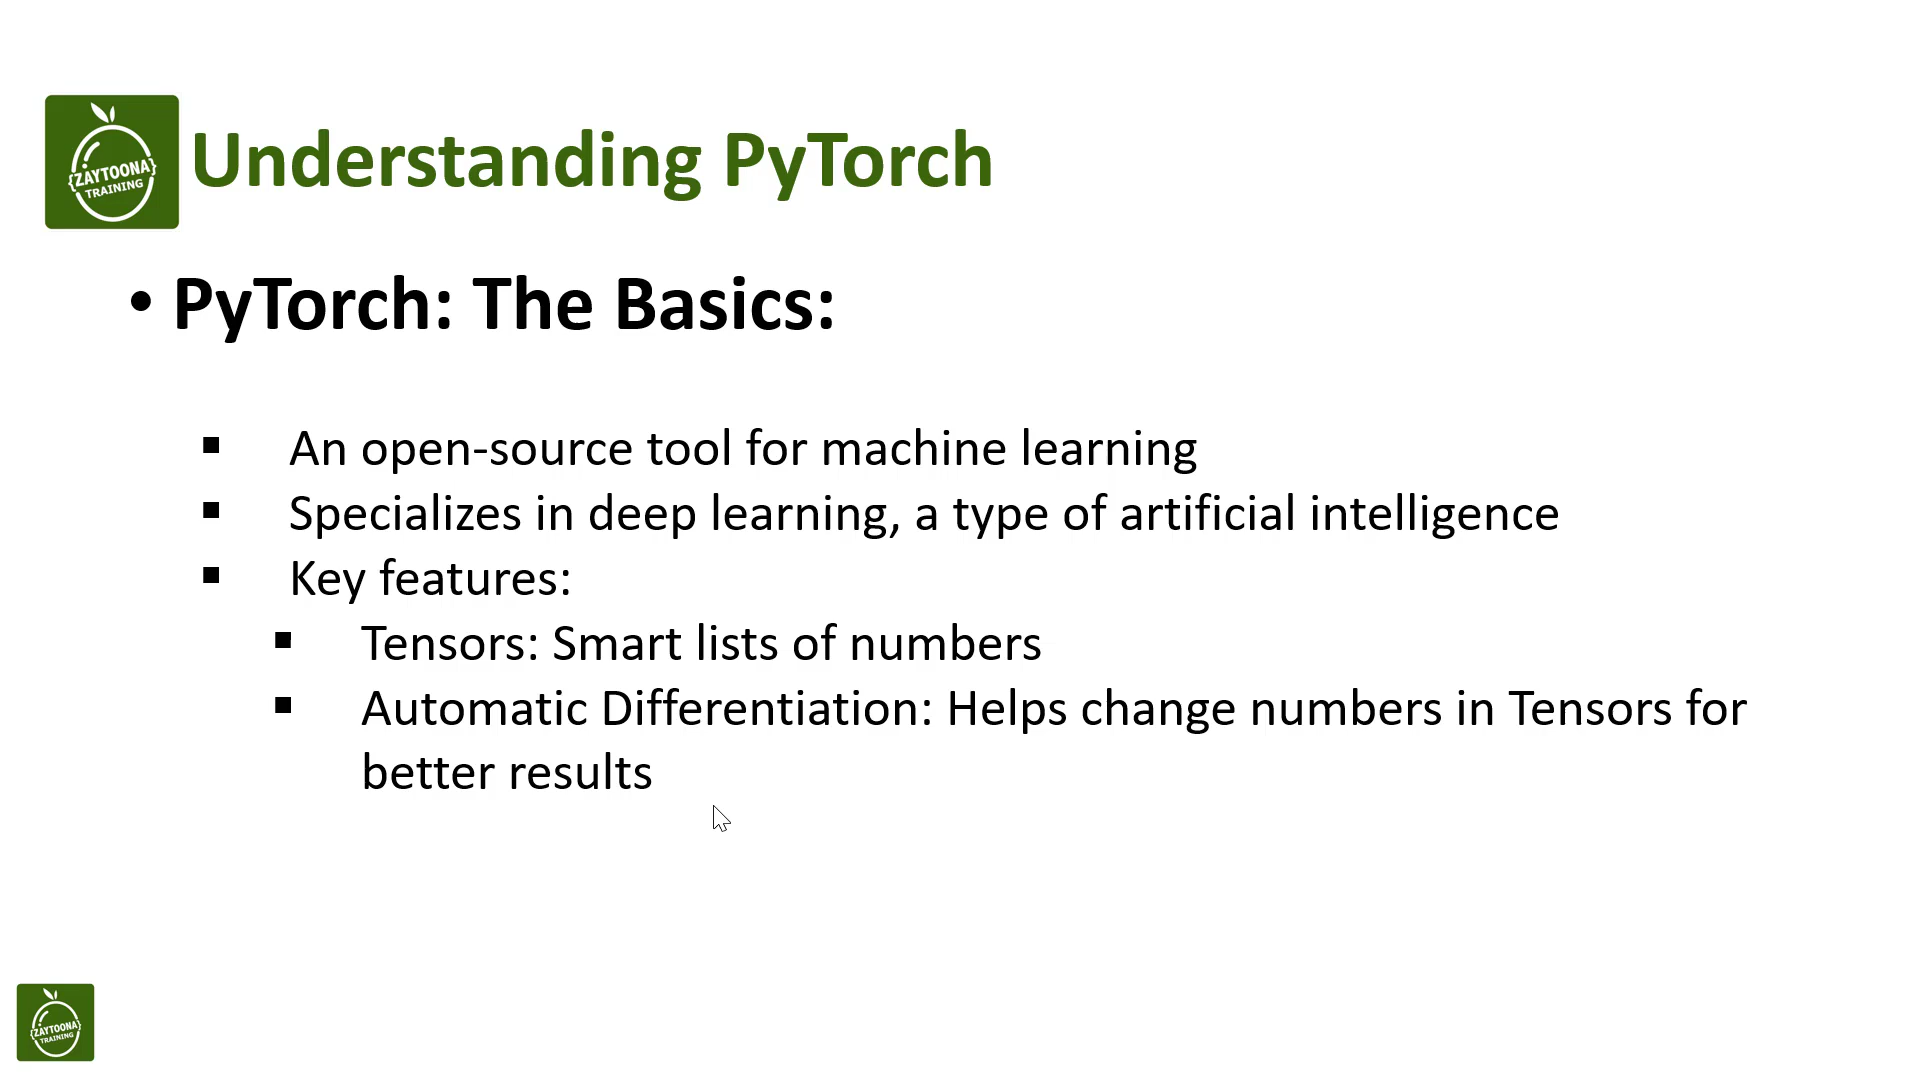 {ZAYTOONA}
TRAINING
Understanding PyTorch
• PyTorch: The Basics:
▪ An open-source tool for machine learning
▪ Specializes in deep learning, a type of artificial intelligence
▪ Key features:
▪ Tensors: Smart lists of numbers
▪ Automatic Differentiation: Helps change numbers in Tensors for
better results
{ZAYTOONA}
TRAINING